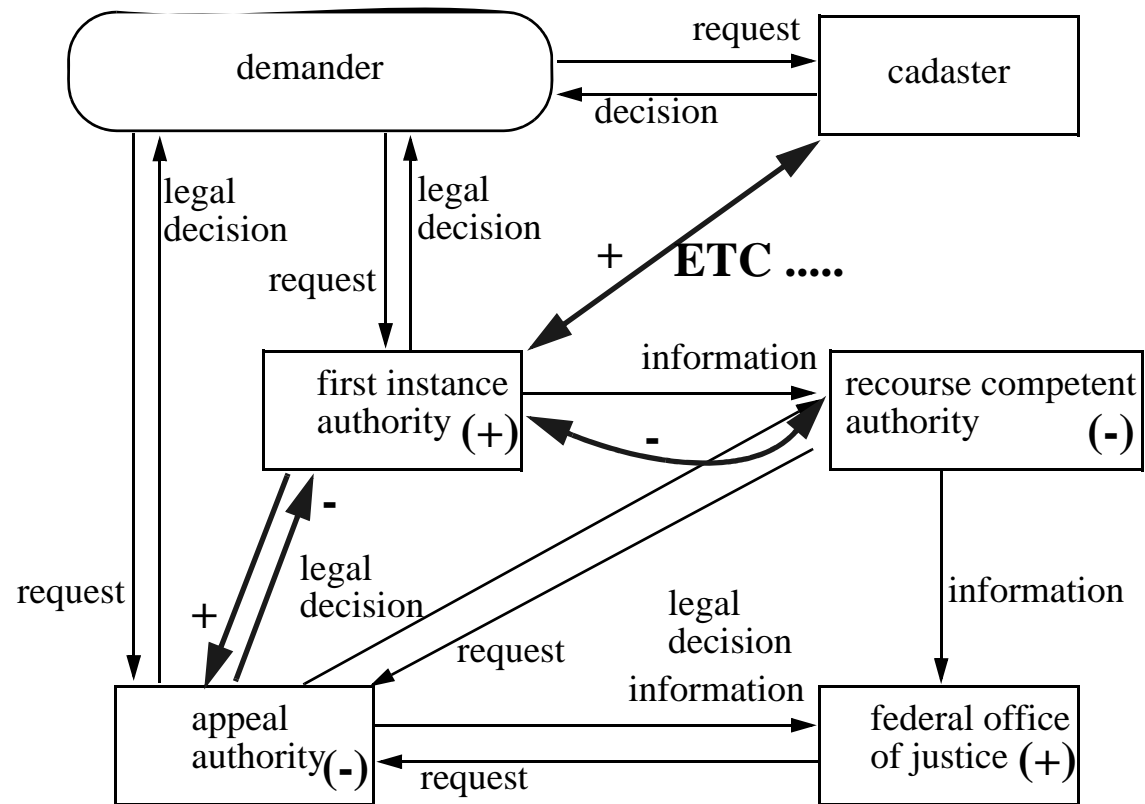 request
demander
cadaster
decision
legal
decision
legal
decision
+
ETC .....
request
information
first instance
authority (+)
recourse competent
authority
(-)
-
-
legal
decision
request
+
information
legal
decision
request
information
appeal
authority (-)
federal office
of justice (+)
request